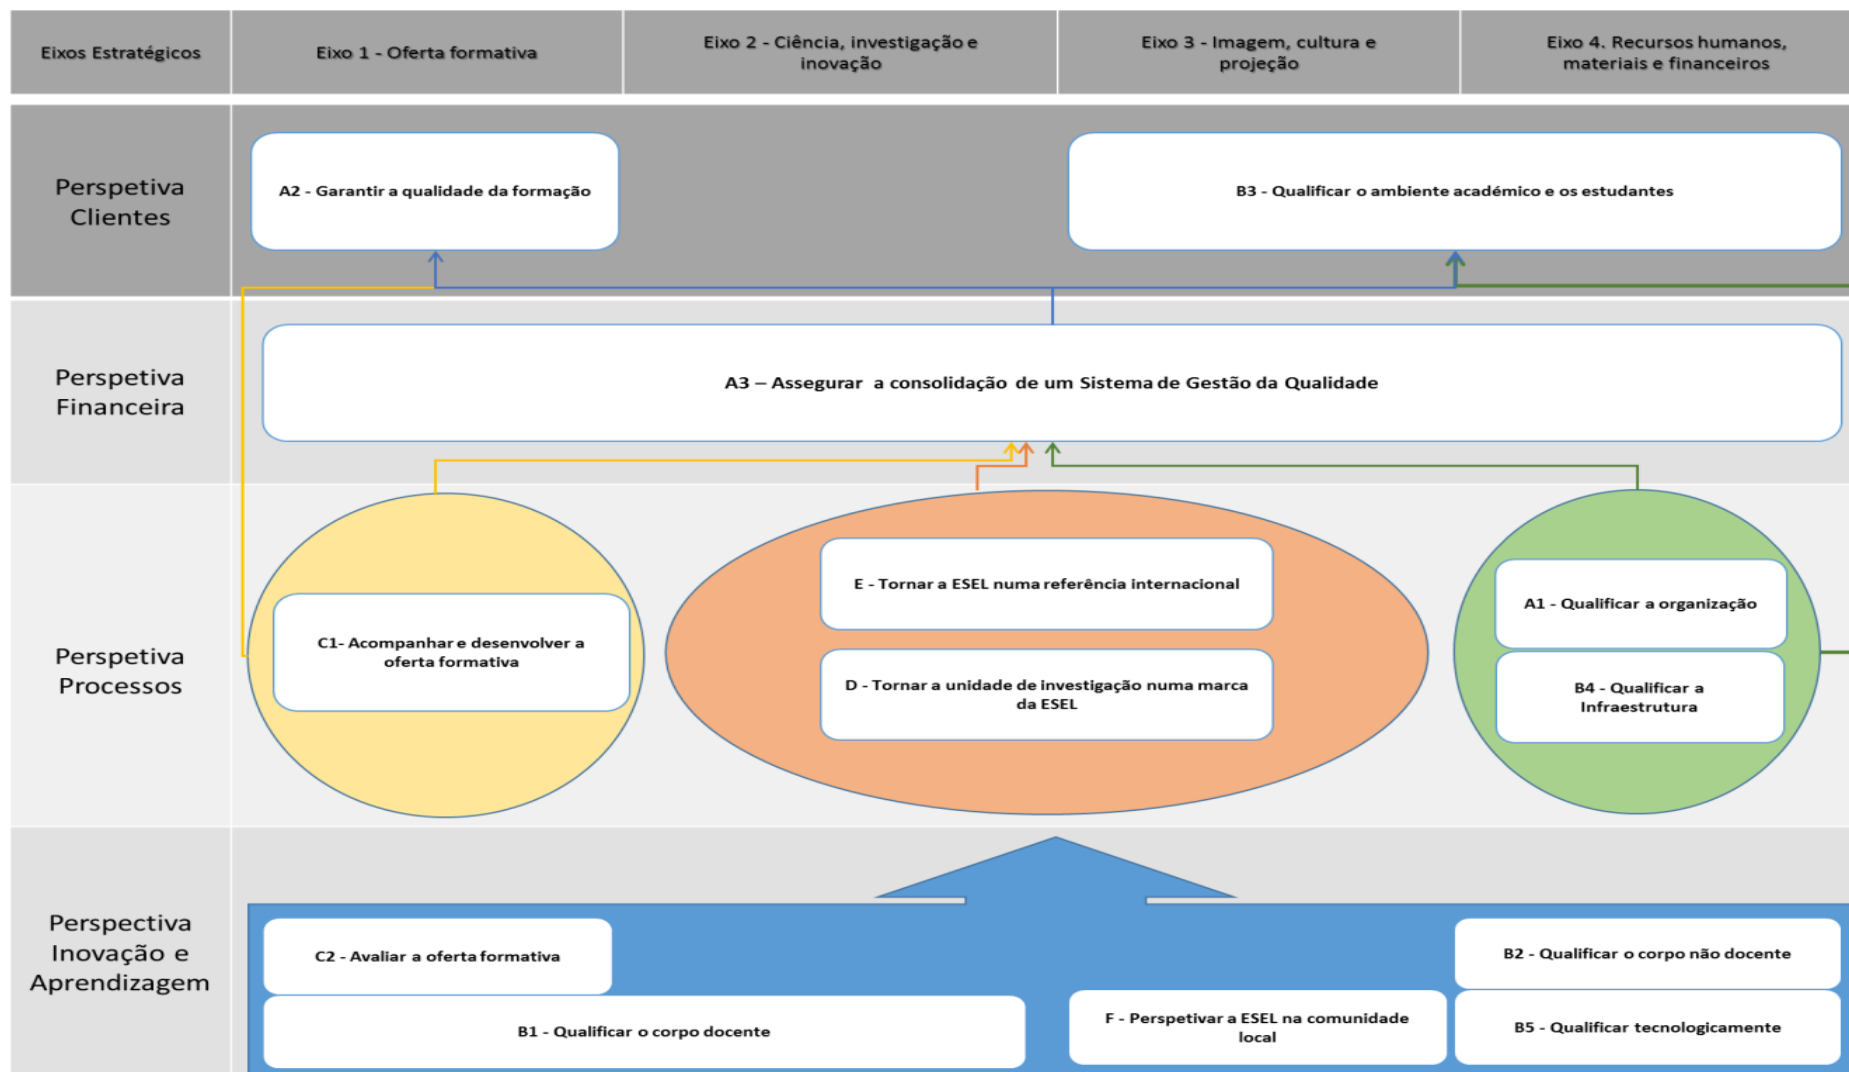 Eixos Estratégicos
Eixo 1 - Oferta formativa
Eixo 2 - Ciência, investigação e
inovação
Eixo 3 - Imagem, cultura e
projeção
Eixo 4. Recursos humanos,
materiais e financeiros
Perspetiva
Clientes
A2 - Garantir a qualidade da formação
B3 - Qualificar o ambiente académico e os estudantes
Perspetiva
Financeira
A3 – Assegurar a consolidação de um Sistema de Gestão da Qualidade
Perspetiva
Processos
C1- Acompanhar e desenvolver a
oferta formativa
E - Tornar a ESEL numa referência internacional
D - Tornar a unidade de investigação numa marca
da ESEL
A1 - Qualificar a organização
B4 - Qualificar a
Infraestrutura
Perspectiva
Inovação e
Aprendizagem
C2 - Avaliar a oferta formativa
B1 - Qualificar o corpo docente
F - Perspetivar a ESEL na comunidade
local
B2 - Qualificar o corpo não docente
B5 - Qualificar tecnologicamente